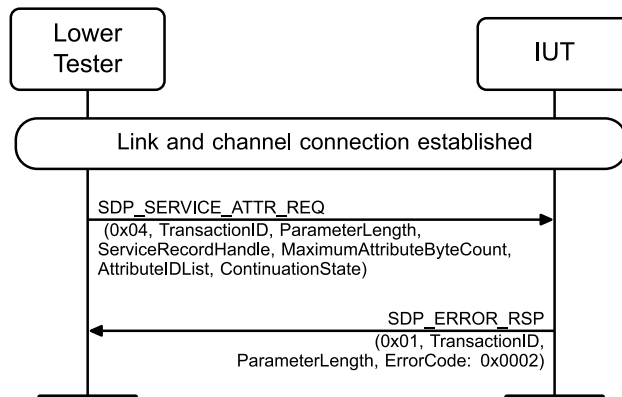 Lower
Tester
IUT
Link and channel connection established
SDP_SERVICE_ATTR_REQ
(0x04, TransactionID, ParameterLength,
ServiceRecordHandle, MaximumAttributeByteCount,
AttributeIDList, ContinuationState)
SDP_ERROR_RSP
(0x01, TransactionID,
ParameterLength, ErrorCode: 0x0002)